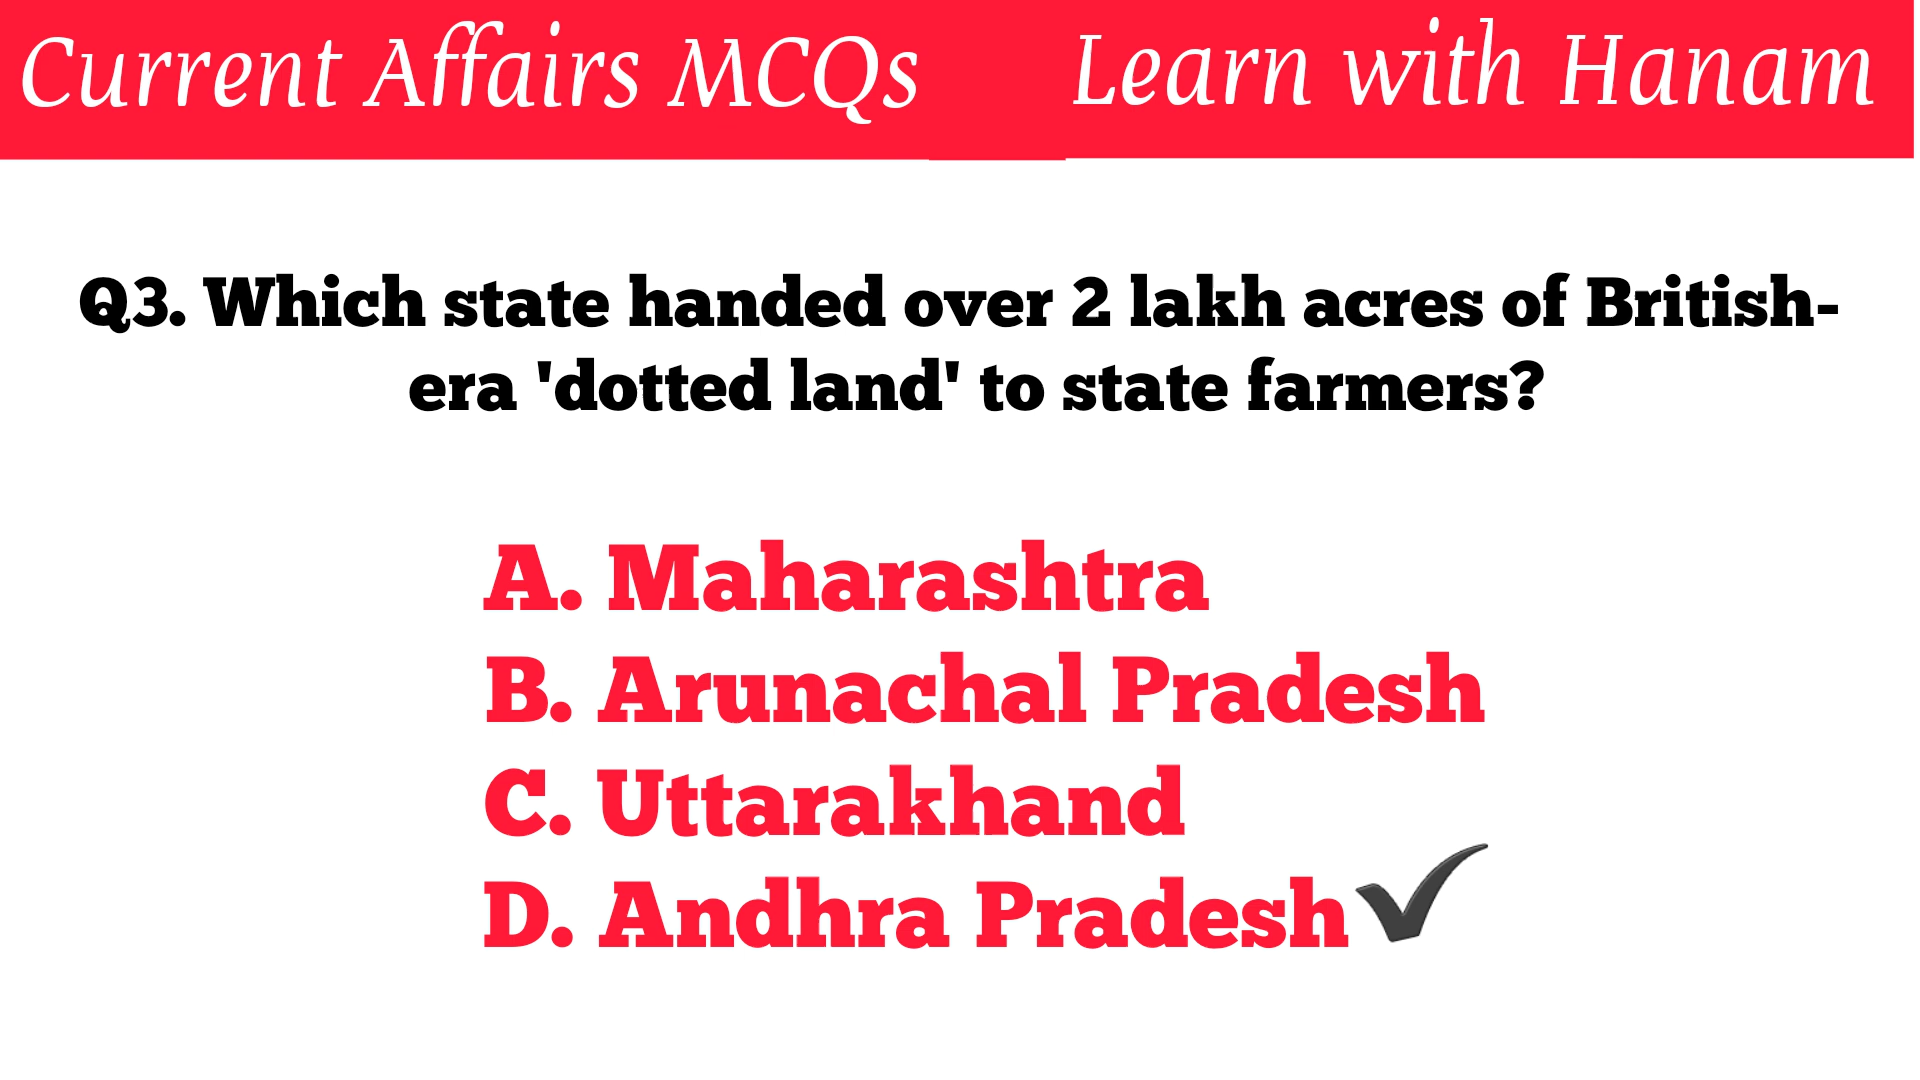 Current Affairs MCQs
Learn with Hanam
Q3. Which state handed over 2 lakh acres of British-
era 'dotted land' to state farmers?
A. Maharashtra
B. Arunachal Pradesh
C. Uttarakhand
D. Andhra Pradesh✔